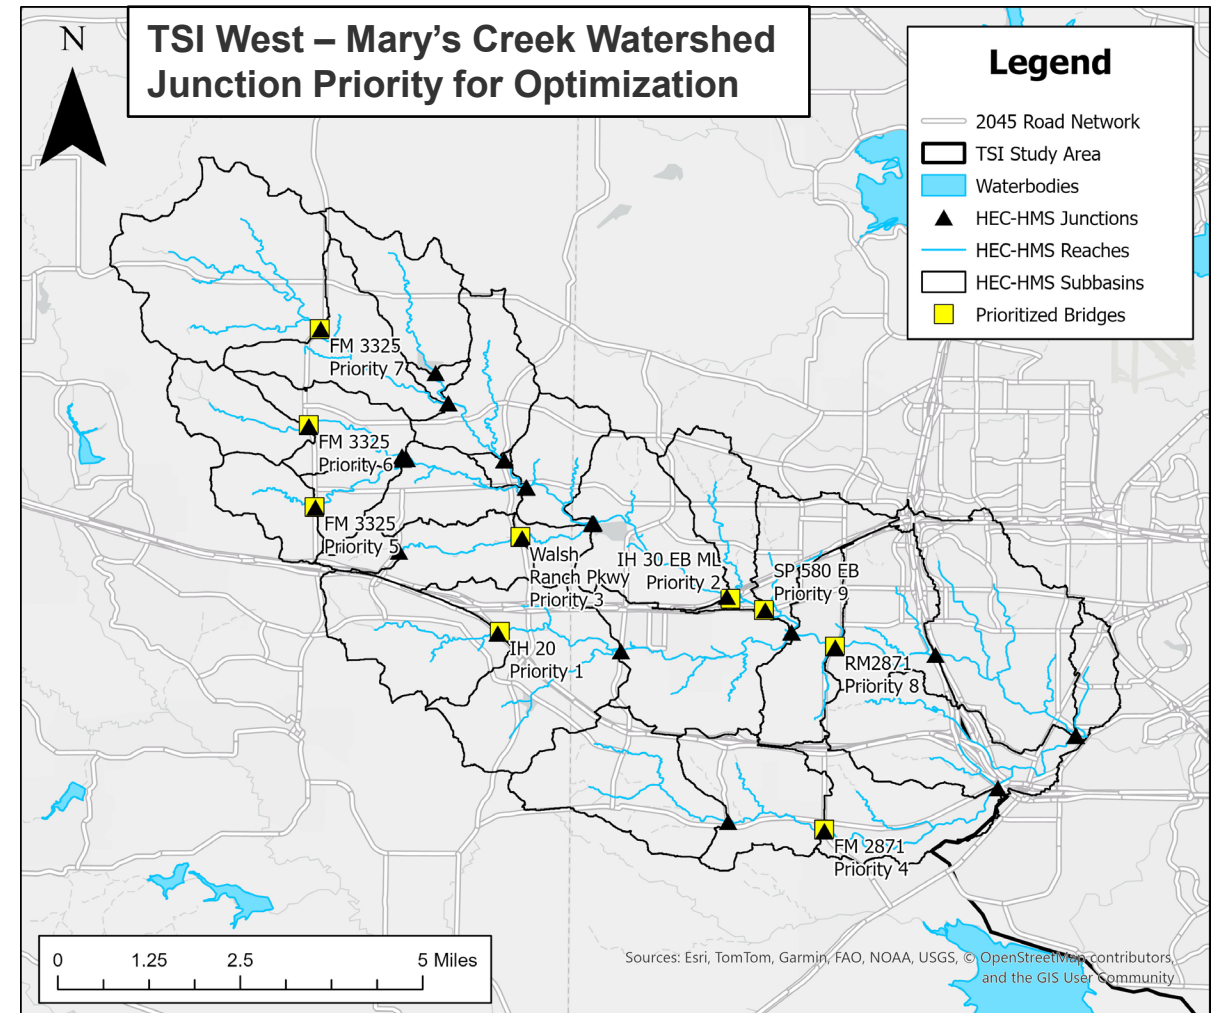 TSI West – Mary's Creek Watershed
Junction Priority for Optimization
N
Legend
2045 Road Network
TSI Study Area
Waterbodies
HEC-HMS Junctions
HEC-HMS Reaches
HEC-HMS Subbasins
Prioritized Bridges
FM 3325
Priority 7
FM 3325
Priority 6
FM 3325
Priority 5
Walsh
Ranch Pkwy
Priority 3
IH 30 EB ML
Priority 2
SP 580 EB
Priority 9
IH 20
Priority 1
RM2871
Priority 8
FM 2871
Priority 4
0 1.25 2.5 5 Miles
Sources: Esri, TomTom, Garmin, FAO, NOAA, USGS, © OpenStreetMap contributors,
and the GIS User Community